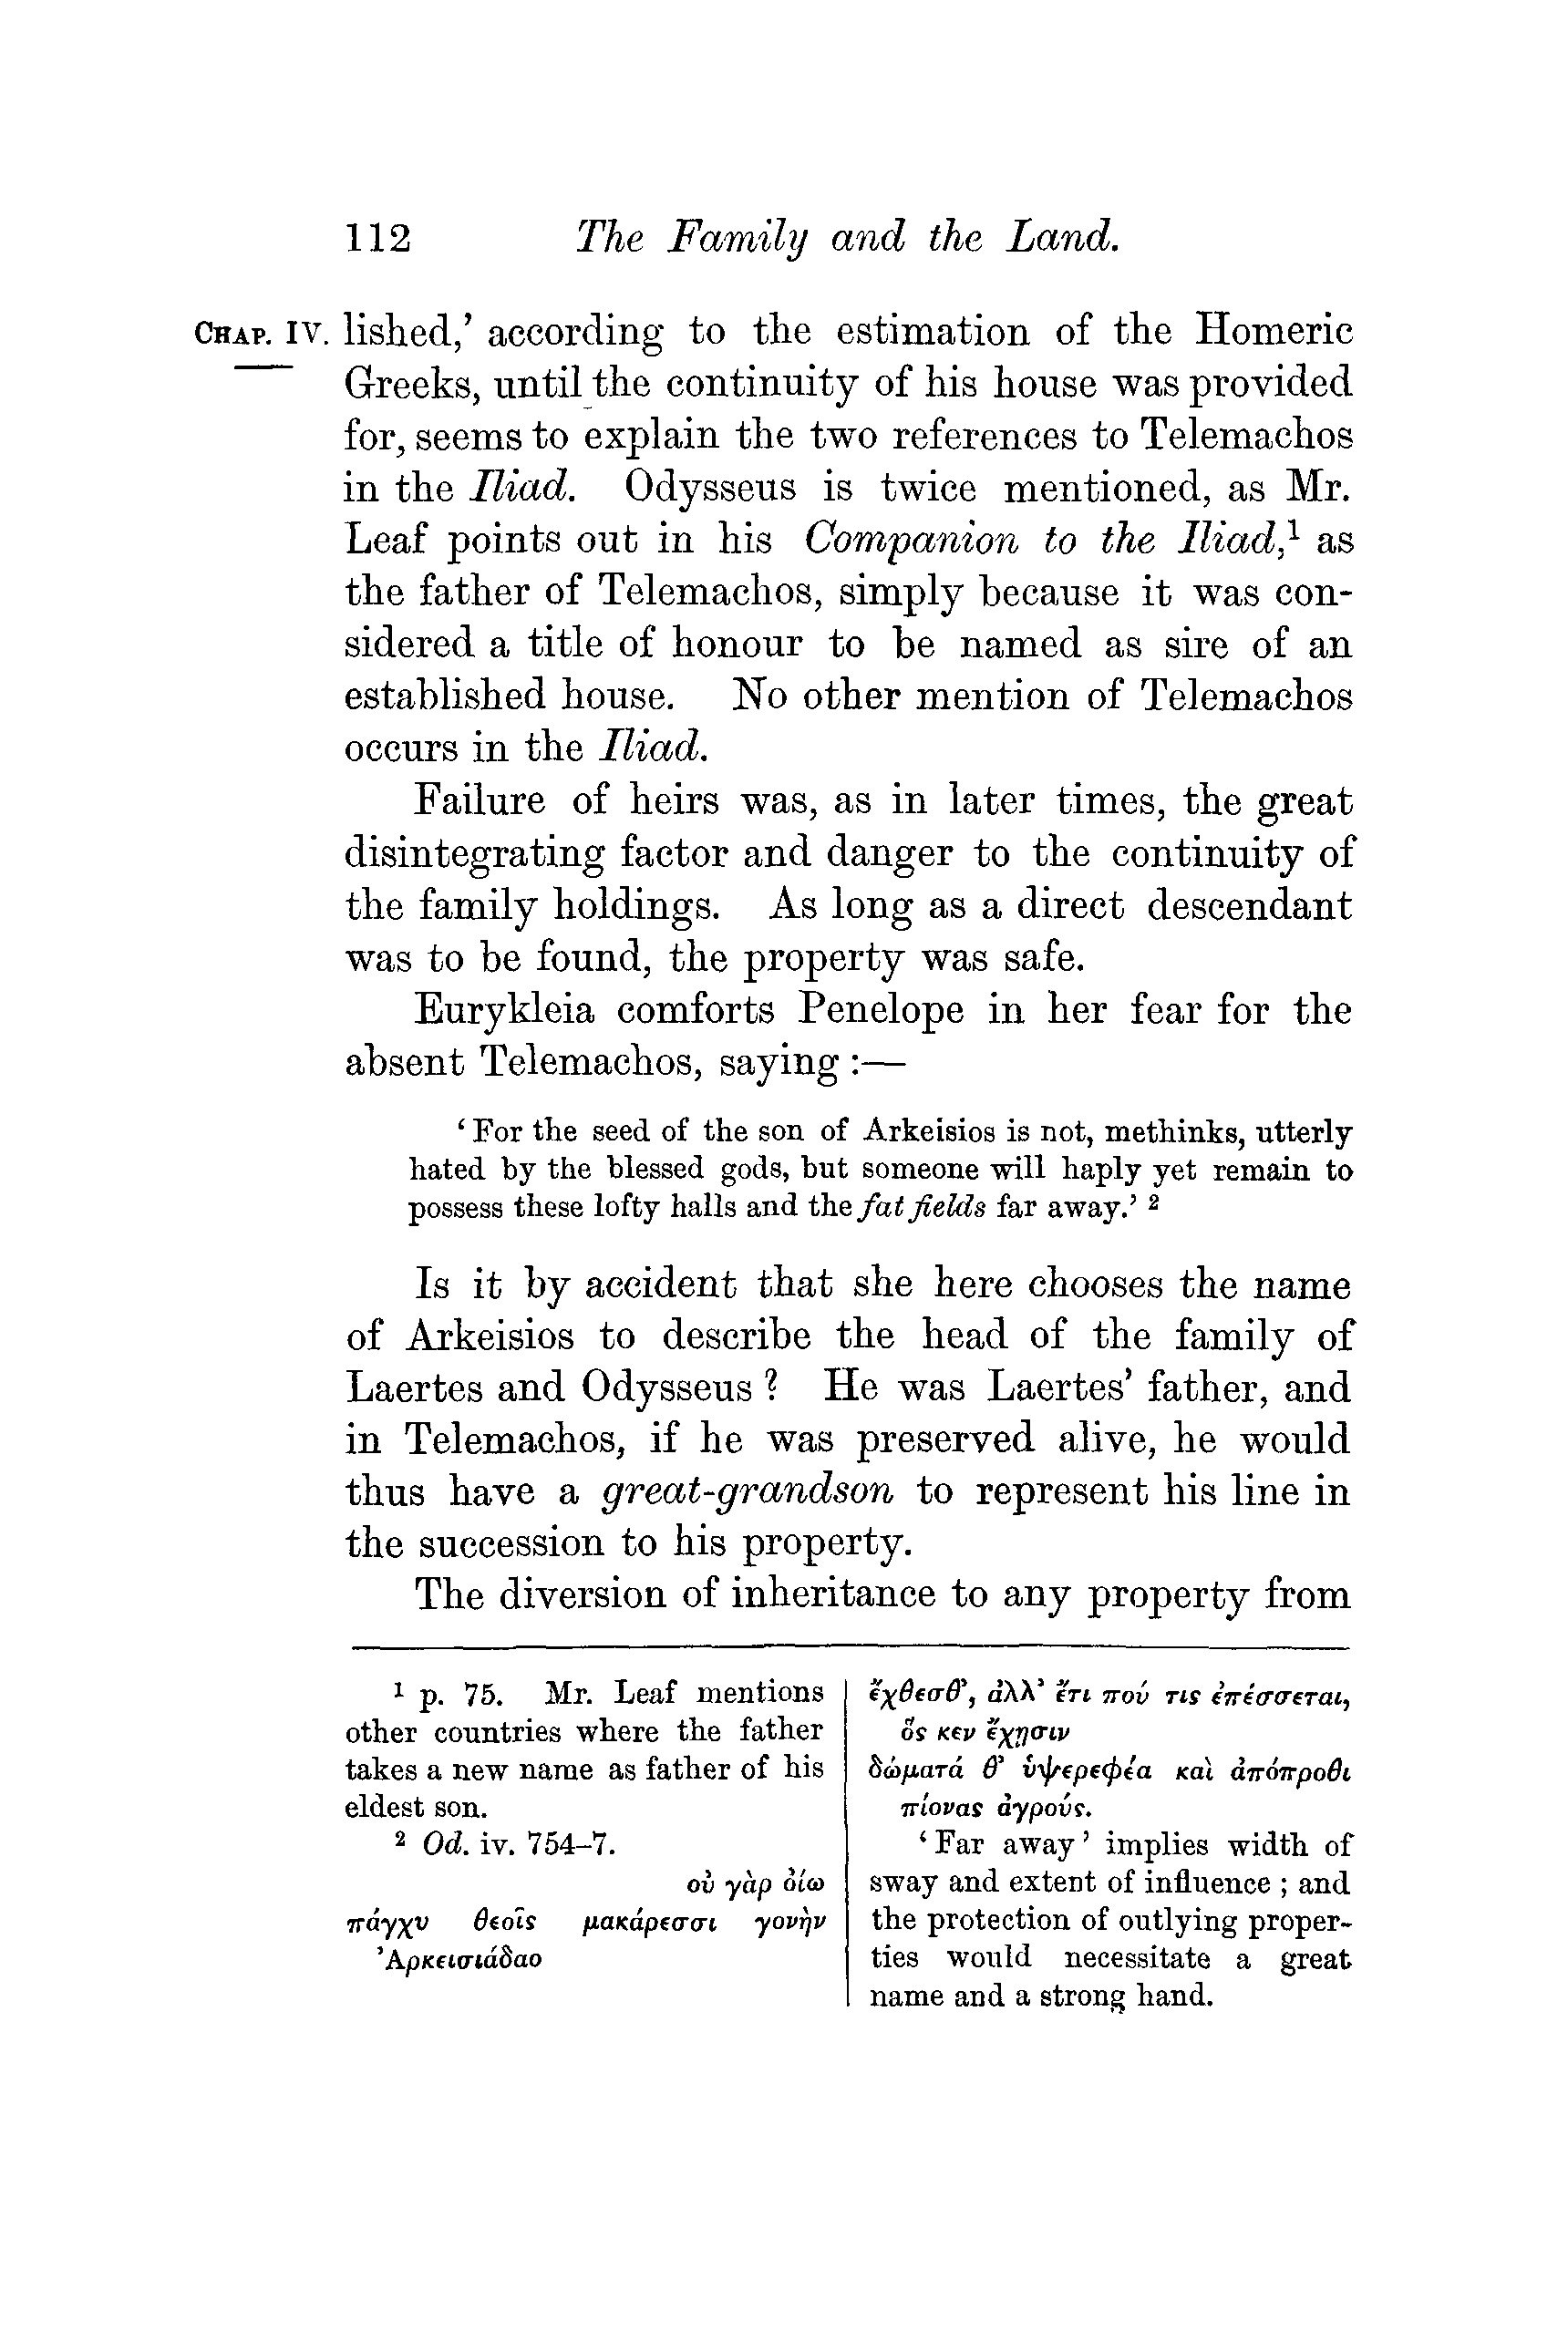 112 The Family and the Land.
CHAP. IV. lished,’ according to the estimation of the Homeric
Greeks, until the continuity of his house was provided
for, seems to explain the two references to Telemachos
in the Iliad. Odysseus is twice mentioned, as Mr.
Leaf points out in his Companion to the Iliad,¹ as
the father of Telemachos, simply because it was con-
sidered a title of honour to be named as sire of an
established house. No other mention of Telemachos
occurs in the Iliad.
Failure of heirs was, as in later times, the great
disintegrating factor and danger to the continuity of
the family holdings. As long as a direct descendant
was to be found, the property was safe.
Eurykleia comforts Penelope in her fear for the
absent Telemachos, saying :—
‘ For the seed of the son of Arkeisios is not, methinks, utterly
hated by the blessed gods, but someone will haply yet remain to
possess these lofty halls and the fat fields far away.’ ²
Is it by accident that she here chooses the name
of Arkeisios to describe the head of the family of
Laertes and Odysseus ? He was Laertes’ father, and
in Telemachos, if he was preserved alive, he would
thus have a great-grandson to represent his line in
the succession to his property.
The diversion of inheritance to any property from
¹ p. 75. Mr. Leaf mentions
other countries where the father
takes a new name as father of his
eldest son.
² Od. iv. 754–7.
οὐ γὰρ ὀίω
πάγχυ θεοῖς μακάρεσσι γονὴν
Ἀρκεισιάδαο
ἔχθεσθ’, ἀλλ’ ἔτι πού τις ἐπέσσεται,
ὅς κεν ἔχῃσιν
δώματά θ’ ὑψερεφέα καὶ ἀπόπροθι
πίονας ἀγρούς.
‘ Far away ’ implies width of
sway and extent of influence ; and
the protection of outlying proper-
ties would necessitate a great
name and a strong hand.